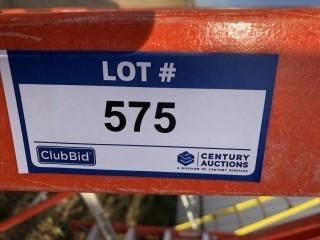 LOT #
575
ClubBid
CENTURY
AUCTIONS
A DIVISION OF CENTURY SERVICES